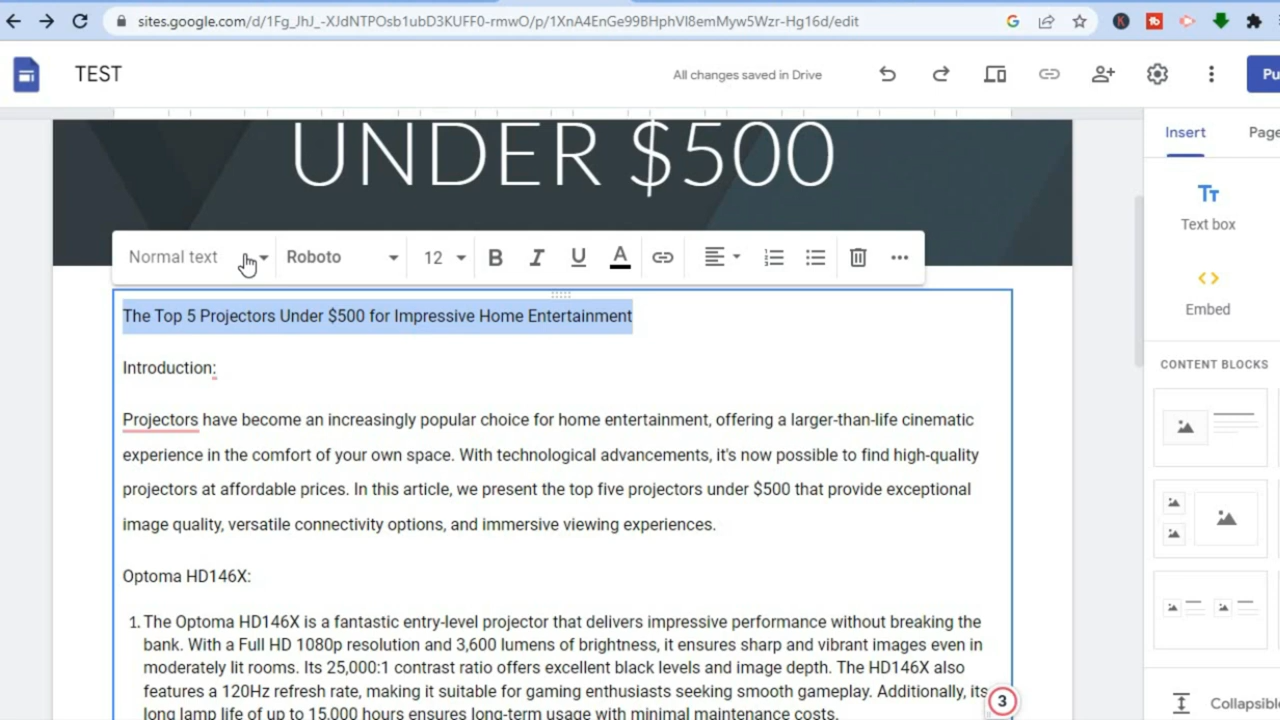 sites.google.com/d/1Fg_JhJ_-XJdNTPOsb1ubD3KUFF0-rmwO/p/1XnA4EnGe99BHphVl8emMyw5Wzr-Hg16d/edit
TEST
All changes saved in Drive
Pu
UNDER $500
Insert
Page
Normal text
Roboto
12
B I U A
Text box
Embed
CONTENT BLOCKS
The Top 5 Projectors Under $500 for Impressive Home Entertainment
Introduction:
Projectors have become an increasingly popular choice for home entertainment, offering a larger-than-life cinematic
experience in the comfort of your own space. With technological advancements, it's now possible to find high-quality
projectors at affordable prices. In this article, we present the top five projectors under $500 that provide exceptional
image quality, versatile connectivity options, and immersive viewing experiences.
Optoma HD146X:
1. The Optoma HD146X is a fantastic entry-level projector that delivers impressive performance without breaking the
bank. With a Full HD 1080p resolution and 3,600 lumens of brightness, it ensures sharp and vibrant images even in
moderately lit rooms. Its 25,000:1 contrast ratio offers excellent black levels and image depth. The HD146X also
features a 120Hz refresh rate, making it suitable for gaming enthusiasts seeking smooth gameplay. Additionally, its
long lamp life of up to 15,000 hours ensures long-term usage with minimal maintenance costs.
3
Collapsib